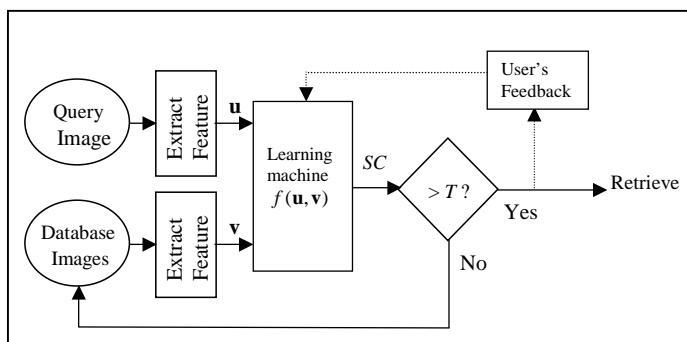 Query
Image
Extract
Feature
u
Database
Images
Extract
Feature
v
Learning
machine
f(u,v)
SC
> T ?
User's
Feedback
Yes
Retrieve
No